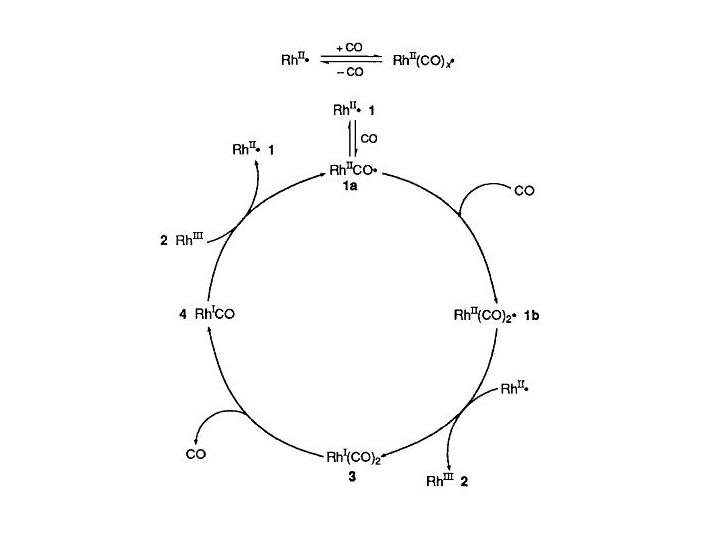 + CO
Rh^II• Rh^II(CO)x•
− CO
Rh^II• 1
CO
Rh^II• 1
Rh^IICO•
1a
CO
2 Rh^III
4 Rh^ICO
Rh^II(CO)2• 1b
Rh^II•
CO
Rh^I(CO)2
3
Rh^III 2